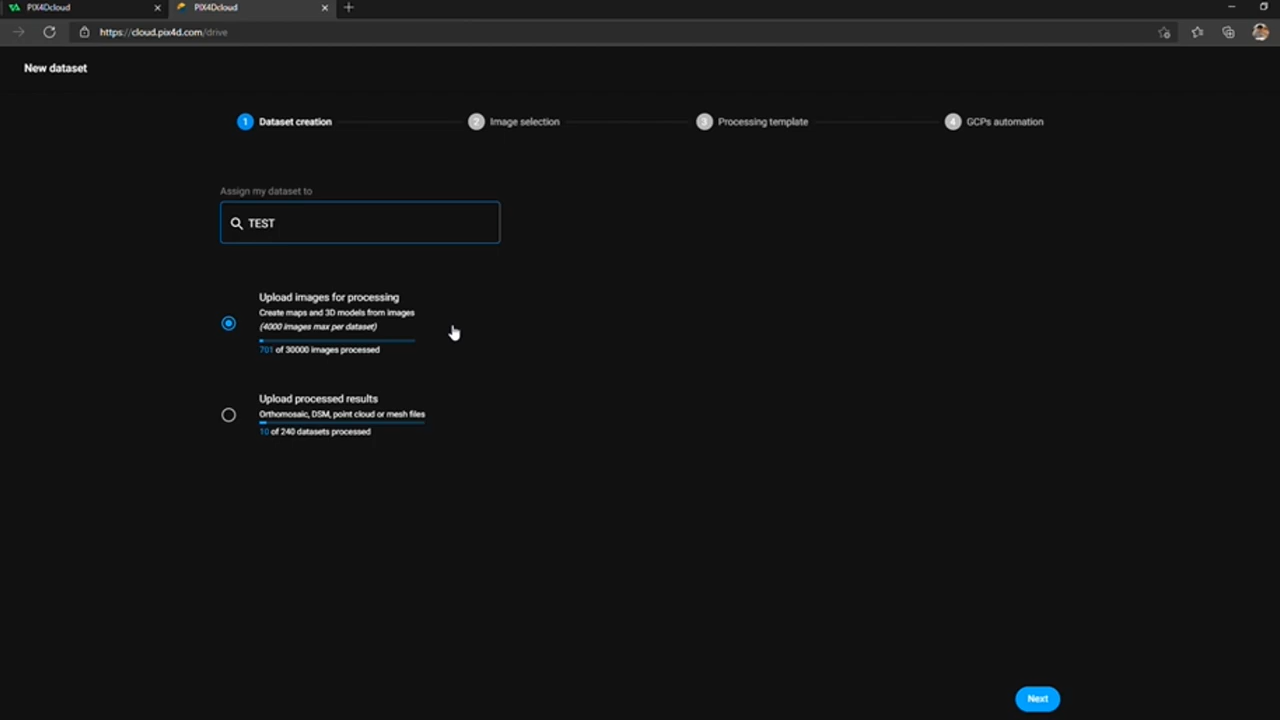 PIX4Dcloud
PIX4Dcloud
https://cloud.pix4d.com/drive
New dataset
1 Dataset creation
2 Image selection
3 Processing template
4 GCPs automation
Assign my dataset to
TEST
Upload images for processing
Create maps and 3D models from images
(4000 images max per dataset)
701 of 30000 images processed
Upload processed results
Orthomosaic, DSM, point cloud or mesh files
10 of 240 datasets processed
Next